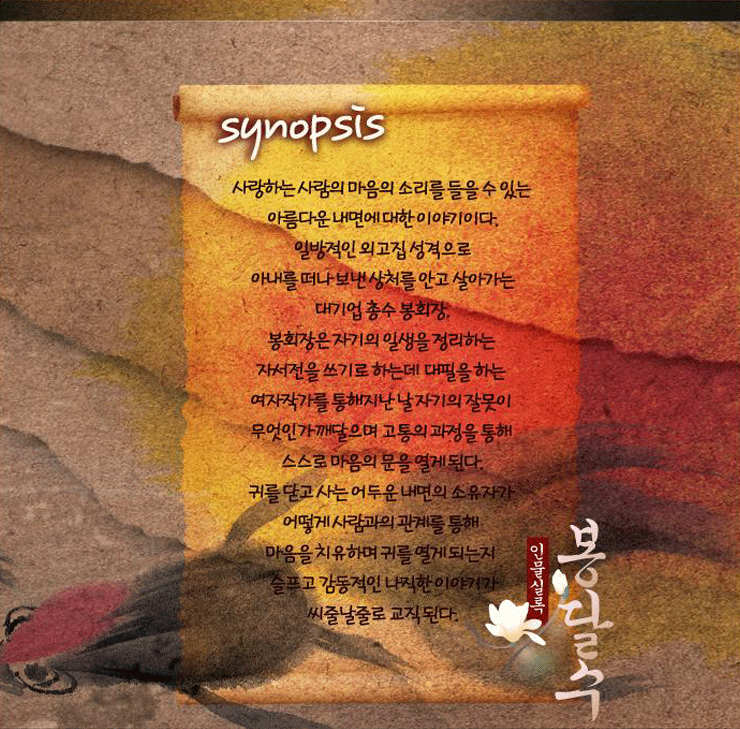 synopsis
사랑하는 사람의 마음의 소리를 들을 수 있는
아름다운 내면에 대한 이야기이다.
일방적인 외고집 성격으로
아내를 떠나 보낸 상처를 안고 살아가는
대기업 총수 봉회장.
봉회장은 자기의 일생을 정리하는
자서전을 쓰기로 하는데 대필을 하는
여자작가를 통해 지난 날 자기의 잘못이
무엇인가 깨달으며 고통의 과정을 통해
스스로 마음의 문을 열게 된다.
귀를 닫고 사는 어두운 내면의 소유자가
어떻게 사람과의 관계를 통해
마음을 치유하며 귀를 열게 되는지
슬프고 감동적인 나직한 이야기가
씨줄날줄로 교직 된다.
인물실록
봉달수